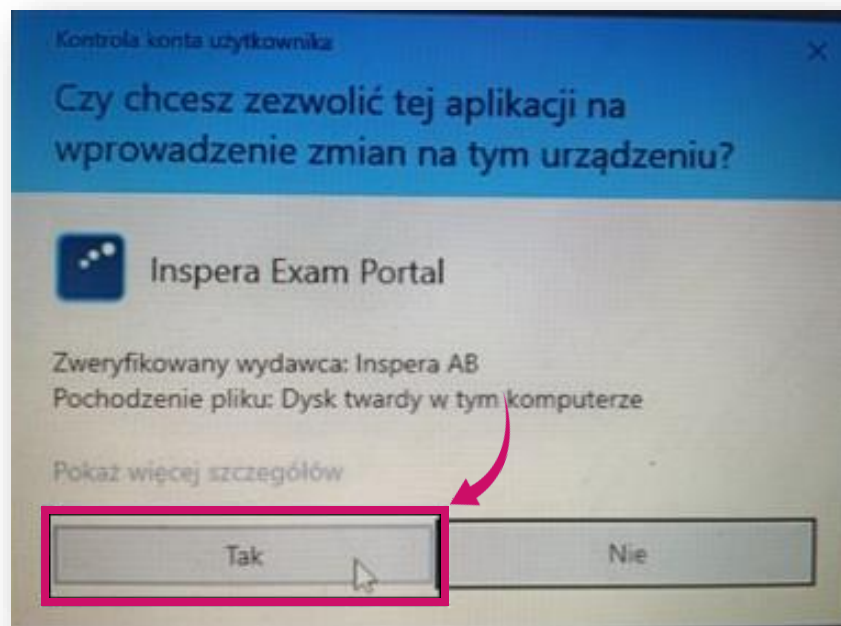 Kontrola konta użytkownika
Czy chcesz zezwolić tej aplikacji na
wprowadzenie zmian na tym urządzeniu?
Inspera Exam Portal
Zweryfikowany wydawca: Inspera AB
Pochodzenie pliku: Dysk twardy w tym komputerze
Pokaż więcej szczegółów
Tak
Nie